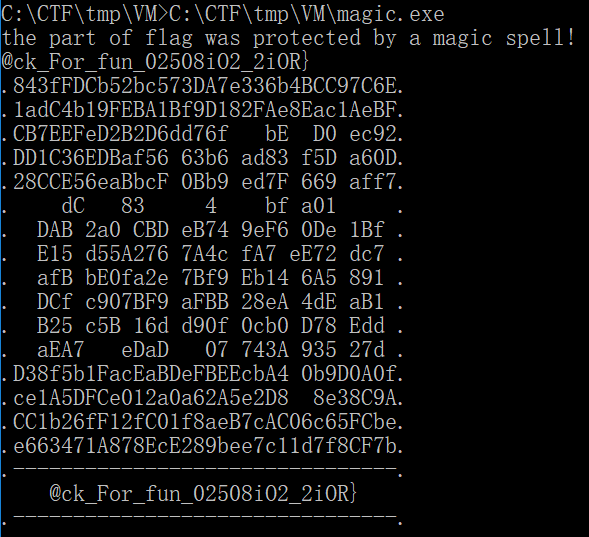 C:\CTF\tmp\VM>C:\CTF\tmp\VM\magic.exe
the part of flag was protected by a magic spell!
@ck_For_fun_02508iO2_2iOR}
.843fFDCb52bc573DA7e336b4BCC97C6E.
.1adC4b19FEBA1Bf9D182FAe8Eac1AeBF.
.CB7EEFeD2B2D6dd76f   bE  D0 ec92.
.DD1C36EDBaf56 63b6 ad83 f5D a60D.
.28CCE56eaBbcF 0Bb9 ed7F 669 aff7.
.    dC   83     4   bf a01     .
.  DAB 2a0 CBD eB74 9eF6 0De 1Bf .
.  E15 d55A276 7A4c fA7 eE72 dc7 .
.  afB bE0fa2e 7Bf9 Eb14 6A5 891 .
.  DCf c907BF9 aFBB 28eA 4dE aB1 .
.  B25 c5B 16d d90f 0cb0 D78 Edd .
.  aEA7   eDaD   07 743A 935 27d .
.D38f5b1FacEaBDeFBEEcbA4 0b9D0A0f.
.ce1A5DFCe012a0a62A5e2D8  8e38C9A.
.CC1b26fF12fC01f8aeB7cAC06c65FCbe.
.e663471A878EcE289bee7c11d7f8CF7b.
.--------------------------------.
   @ck_For_fun_02508iO2_2iOR}
.--------------------------------.